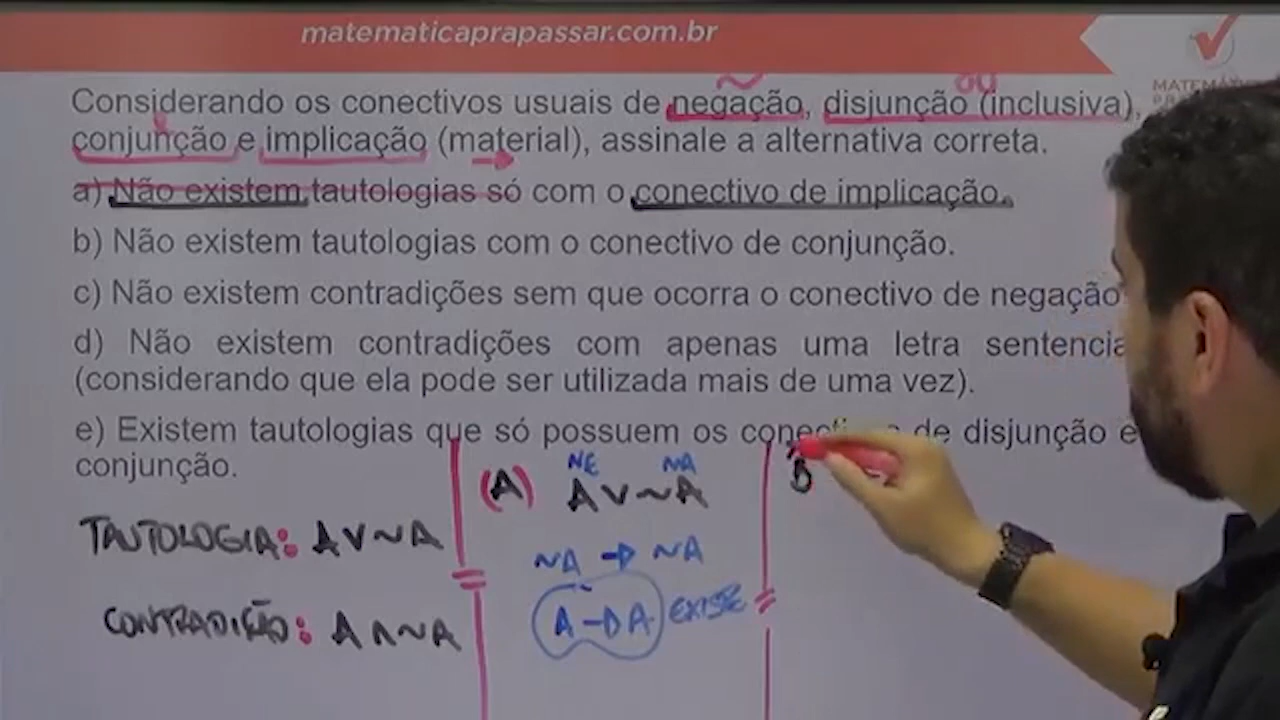 matematicaprapassar.com.br
~ ou
Considerando os conectivos usuais de negação, disjunção (inclusiva),
conjunção e implicação (material), assinale a alternativa correta.
a) Não existem tautologias só com o conectivo de implicação.
b) Não existem tautologias com o conectivo de conjunção.
c) Não existem contradições sem que ocorra o conectivo de negação
d) Não existem contradições com apenas uma letra sentencia
(considerando que ela pode ser utilizada mais de uma vez).
e) Existem tautologias que só possuem os de disjunção e
conjunção.
TAUTOLOGIA: A V ~ A
CONTRADIÇÃO: A Λ ~ A
NE NA
(A) A V ~ A
NA → NA
A → A EXISTE